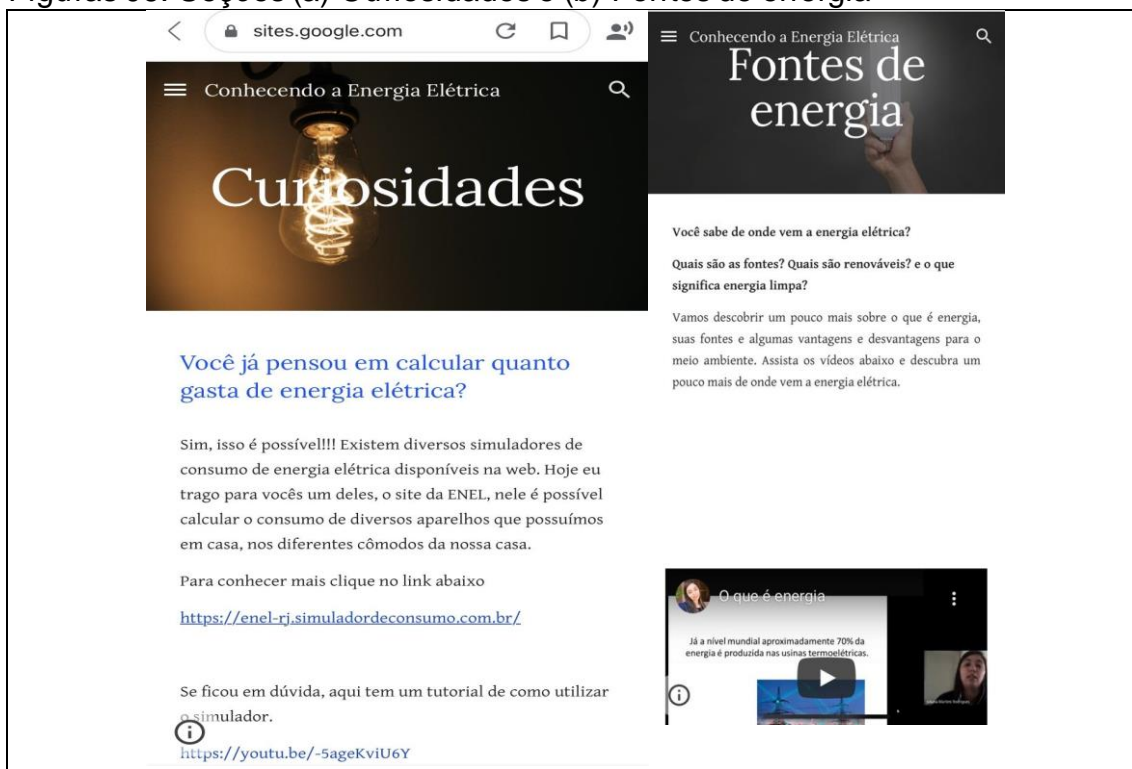 Figuras 06: Seções (a) Curiosidades e (b) Fontes de energia
sites.google.com
Conhecendo a Energia Elétrica
Curiosidades
Você já pensou em calcular quanto
gasta de energia elétrica?
Sim, isso é possível!!! Existem diversos simuladores de
consumo de energia elétrica disponíveis na web. Hoje eu
trago para vocês um deles, o site da ENEL, nele é possível
calcular o consumo de diversos aparelhos que possuímos
em casa, nos diferentes cômodos da nossa casa.
Para conhecer mais clique no link abaixo
https://enel-rj.simuladordeconsumo.com.br/
Se ficou em dúvida, aqui tem um tutorial de como utilizar
o simulador.
https://youtu.be/-5ageKviU6Y
Conhecendo a Energia Elétrica
Fontes de
energia
Você sabe de onde vem a energia elétrica?
Quais são as fontes? Quais são renováveis? e o que
significa energia limpa?
Vamos descobrir um pouco mais sobre o que é energia,
suas fontes e algumas vantagens e desvantagens para o
meio ambiente. Assista os vídeos abaixo e descubra um
pouco mais de onde vem a energia elétrica.
O que é energia
Já a nível mundial aproximadamente 70% da
energia é produzida nas usinas termoelétricas.